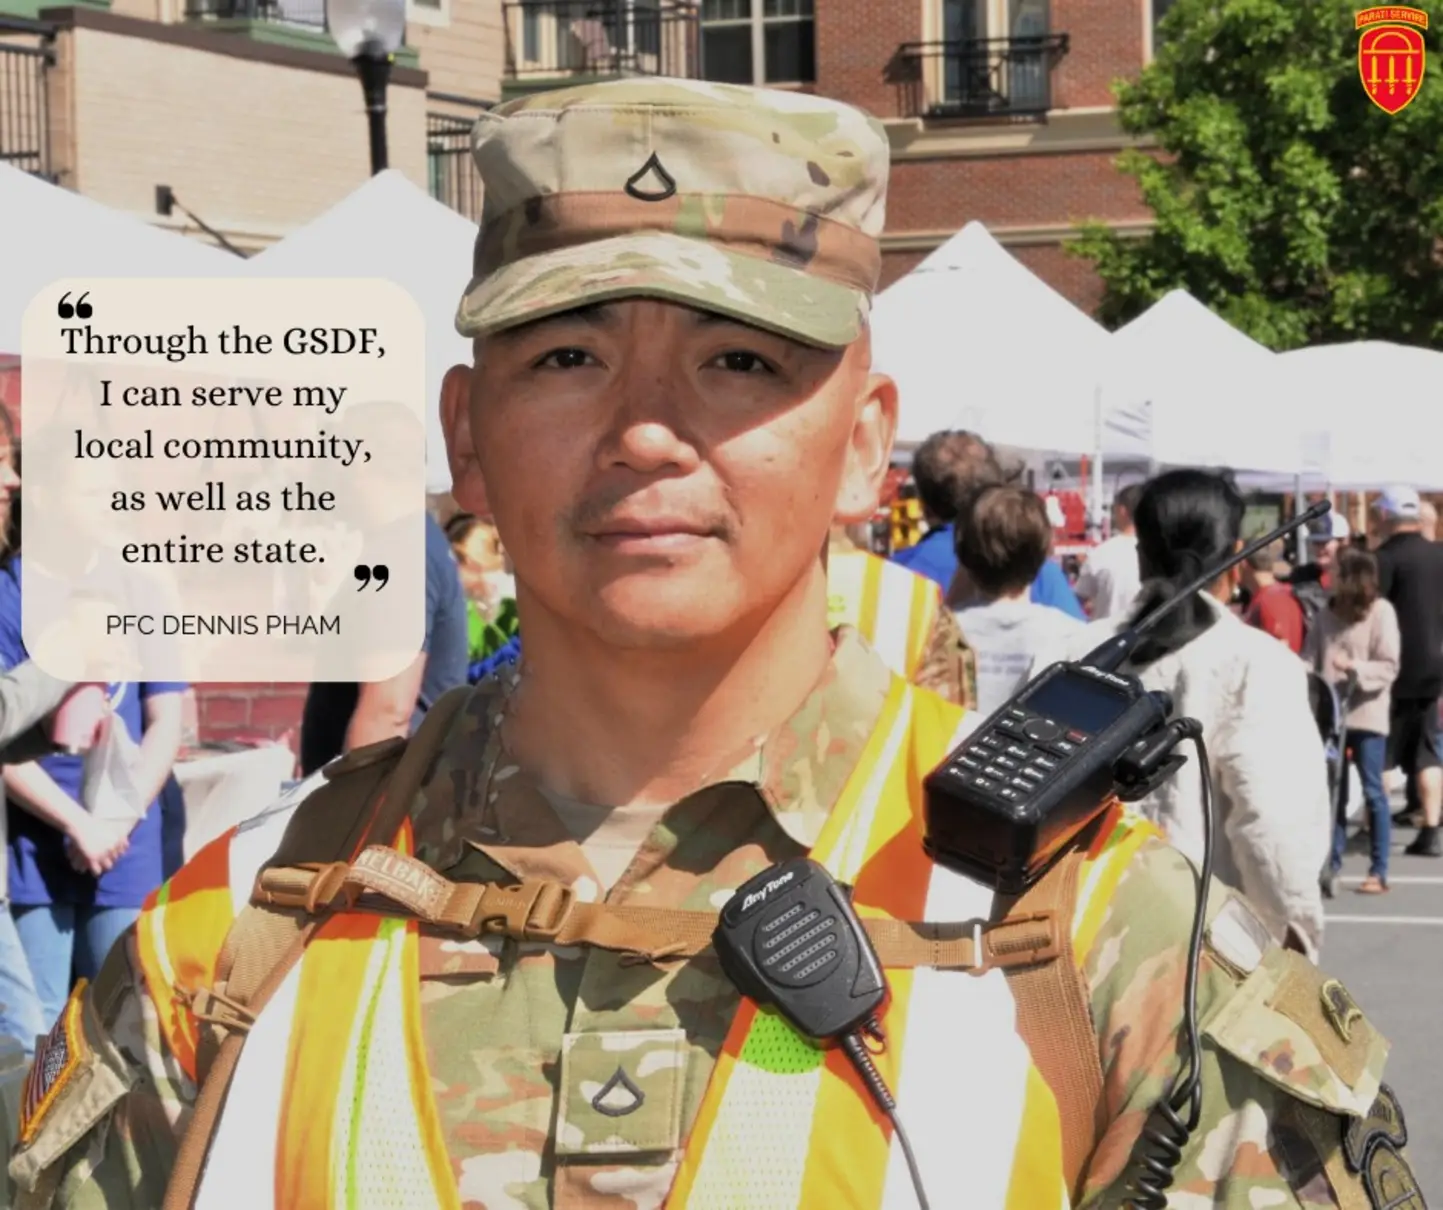 PARATI SERVIRE
“
Through the GSDF,
I can serve my
local community,
as well as the
entire state.
”
PFC DENNIS PHAM
AnyTone
AnyTone